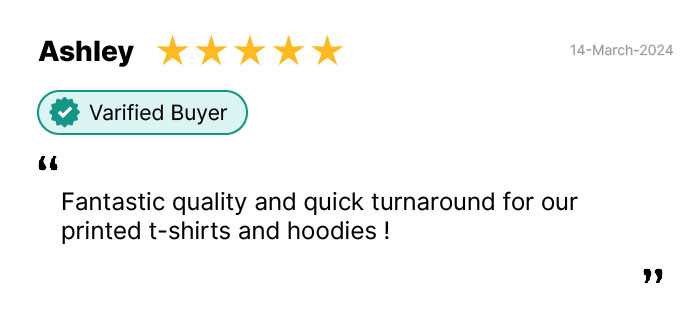 Ashley
14-March-2024
Varified Buyer
“
Fantastic quality and quick turnaround for our
printed t-shirts and hoodies !
”